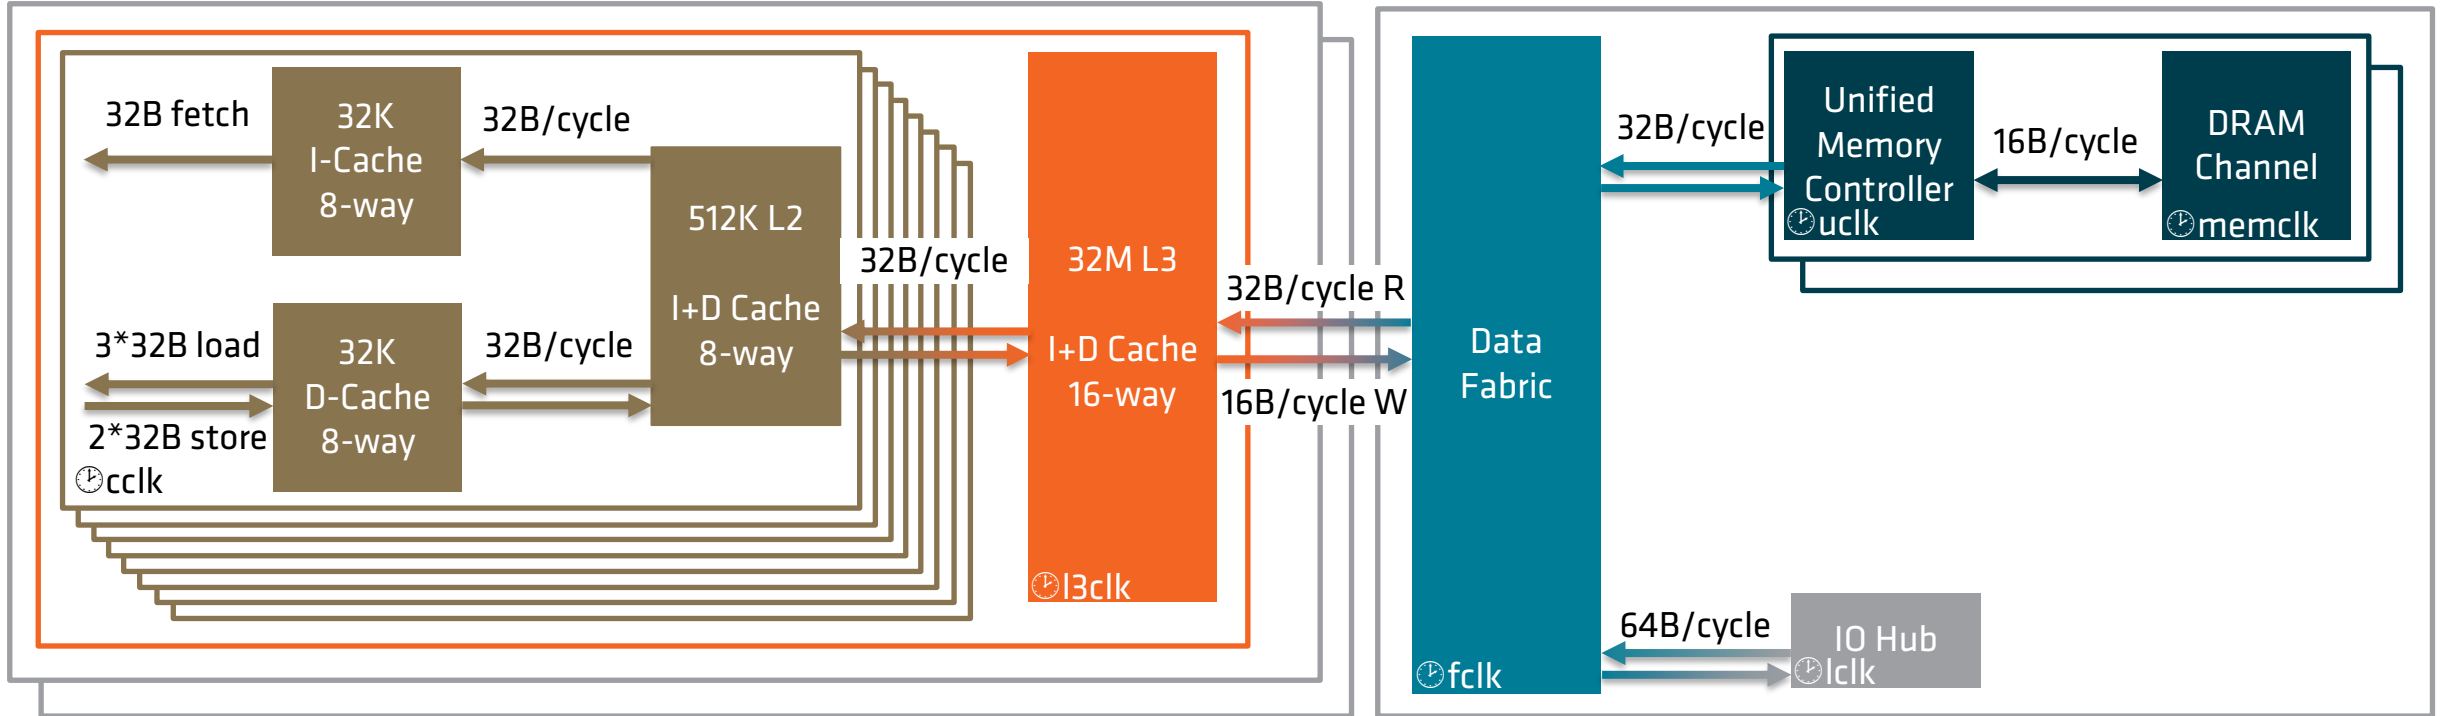 32B fetch
32K
I-Cache
8-way
32B/cycle
3*32B load
2*32B store
32K
D-Cache
8-way
32B/cycle
cclk
512K L2
I+D Cache
8-way
32B/cycle
32M L3
I+D Cache
16-way
l3clk
32B/cycle R
16B/cycle W
Data
Fabric
fclk
32B/cycle
Unified
Memory
Controller
uclk
16B/cycle
DRAM
Channel
memclk
64B/cycle
IO Hub
lclk